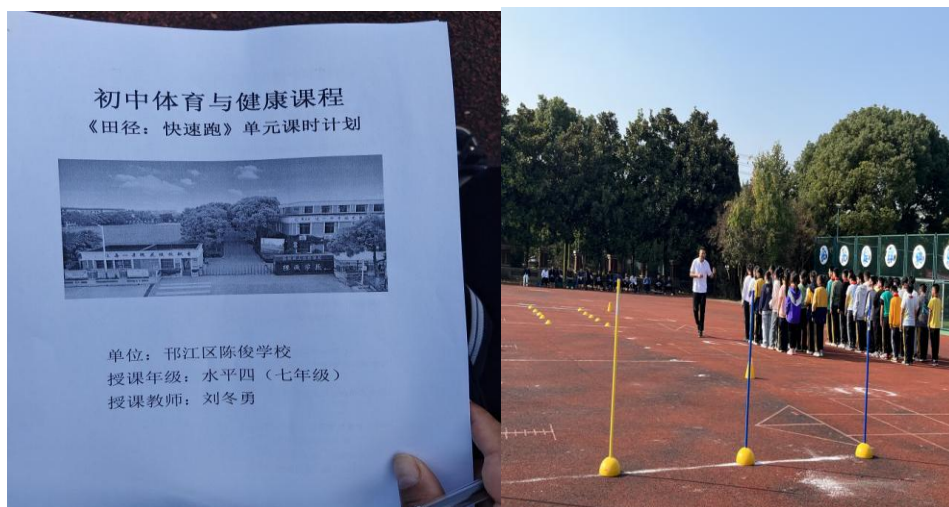 初中体育与健康课程
《田径：快速跑》单元课时计划
单位：邗江区陈俊学校
授课年级：水平四（七年级）
授课教师：刘冬勇